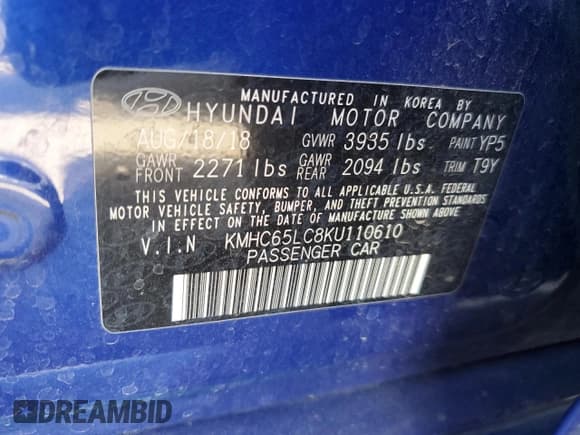 MANUFACTURED IN KOREA BY
HYUNDAI MOTOR COMPANY
AUG/18/18 GVWR 3935 lbs PAINT YP5
GAWR FRONT 2271 lbs GAWR REAR 2094 lbs TRIM T9Y
THIS VEHICLE CONFORMS TO ALL APPLICABLE U.S.A. FEDERAL
MOTOR VEHICLE SAFETY, BUMPER, AND THEFT PREVENTION STANDARDS
IN EFFECT ON THE DATE OF MANUFACTURE SHOWN ABOVE.
V.I.N KMHC65LC8KU110610
PASSENGER CAR
DREAMBID